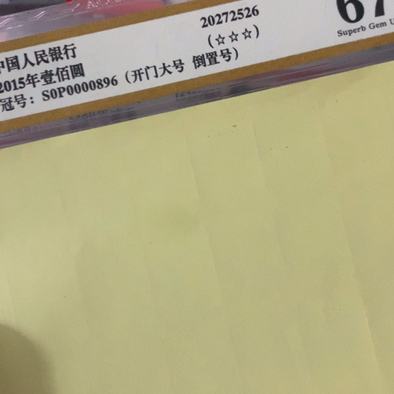 中国人民银行
2015年壹佰圆
冠号: S0P0000896 (开门大号 倒置号)
20272526
(☆☆☆)
67
Superb Gem U